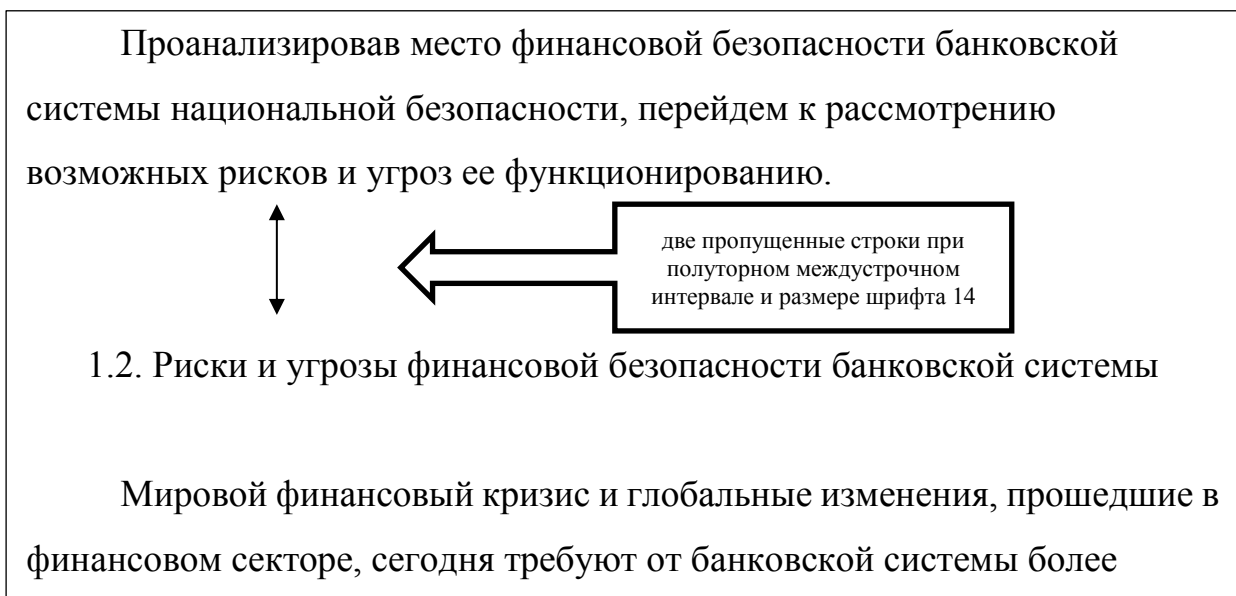 Проанализировав место финансовой безопасности банковской
системы национальной безопасности, перейдем к рассмотрению
возможных рисков и угроз ее функционированию.
две пропущенные строки при
полуторном междустрочном
интервале и размере шрифта 14
1.2. Риски и угрозы финансовой безопасности банковской системы
Мировой финансовый кризис и глобальные изменения, прошедшие в
финансовом секторе, сегодня требуют от банковской системы более